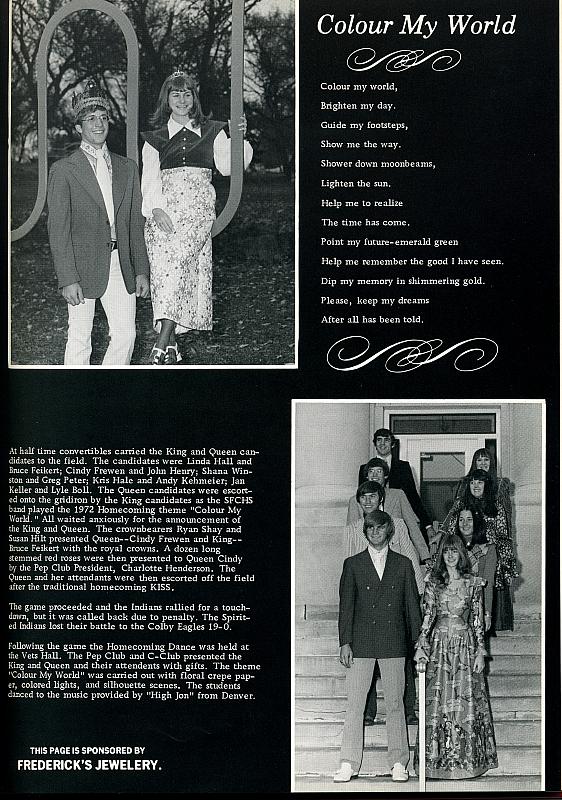 Colour My World
Colour my world,
Brighten my day.
Guide my footsteps,
Show me the way.
Shower down moonbeams,
Lighten the sun.
Help me to realize
The time has come.
Point my future-emerald green
Help me remember the good I have seen.
Dip my memory in shimmering gold.
Please, keep my dreams
After all has been told.
At half time convertibles carried the King and Queen can-
didates to the field. The candidates were Linda Hall and
Bruce Feikert; Cindy Frewen and John Henry; Shana Win-
ston and Greg Peter; Kris Hale and Andy Kehmeier; Jan
Keller and Lyle Boll. The Queen candidates were escort-
ed onto the gridiron by the King candidates as the SFCHS
band played the 1972 Homecoming theme "Colour My
World." All waited anxiously for the announcement of
the King and Queen. The crownbearers Ryan Shay and
Susan Hilt presented Queen--Cindy Frewen and King--
Bruce Feikert with the royal crowns. A dozen long
stemmed red roses were then presented to Queen Cindy
by the Pep Club President, Charlotte Henderson. The
Queen and her attendants were then escorted off the field
after the traditional homecoming KISS.
The game proceeded and the Indians rallied for a touch-
down, but it was called back due to penalty. The Spirit-
ed Indians lost their battle to the Colby Eagles 19-0.
Following the game the Homecoming Dance was held at
the Vets Hall. The Pep Club and C-Club presented the
King and Queen and their attendents with gifts. The theme
"Colour My World" was carried out with floral crepe pap-
er, colored lights, and silhouette scenes. The students
danced to the music provided by "High Jon" from Denver.
THIS PAGE IS SPONSORED BY
FREDERICK'S JEWELERY.